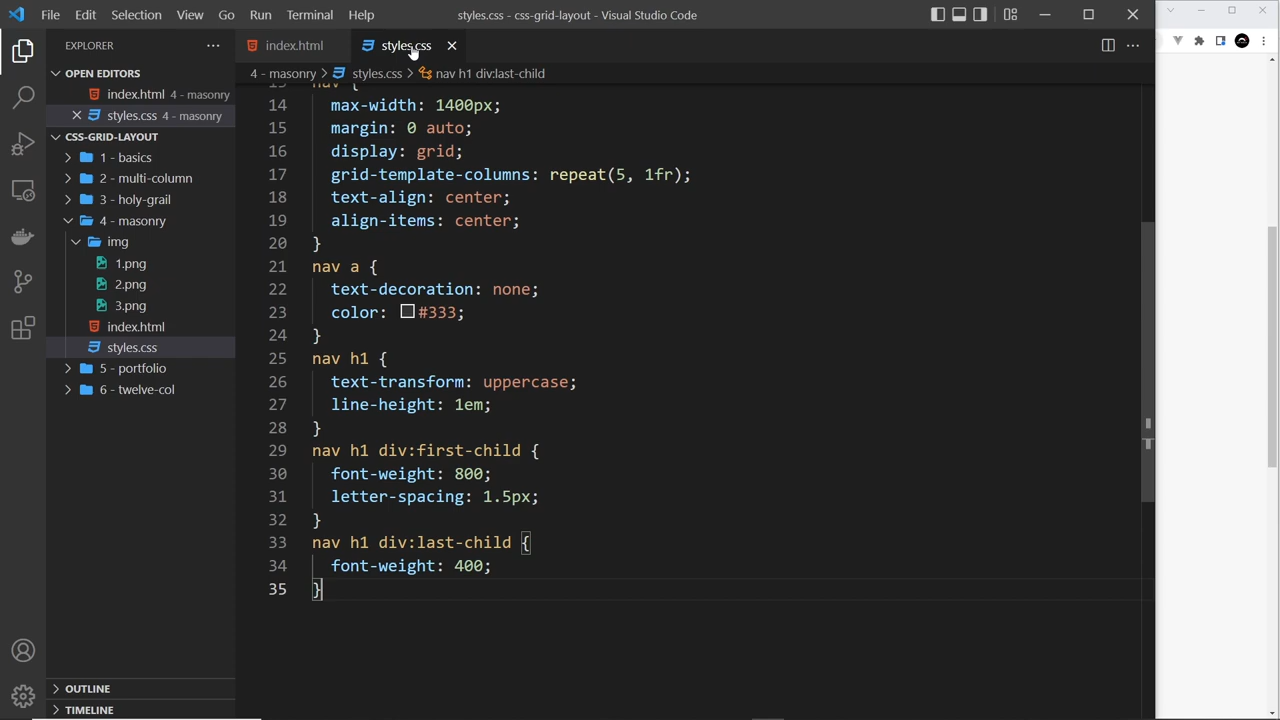 File Edit Selection View Go Run Terminal Help styles.css - css-grid-layout - Visual Studio Code
EXPLORER
index.html styles.css
OPEN EDITORS
4 - masonry > styles.css > nav h1 div:last-child
index.html 4 - masonry
styles.css 4 - masonry
CSS-GRID-LAYOUT
1 - basics
2 - multi-column
3 - holy-grail
4 - masonry
img
1.png
2.png
3.png
index.html
styles.css
5 - portfolio
6 - twelve-col
OUTLINE
TIMELINE
13 nav {
14 max-width: 1400px;
15 margin: 0 auto;
16 display: grid;
17 grid-template-columns: repeat(5, 1fr);
18 text-align: center;
19 align-items: center;
20 }
21 nav a {
22 text-decoration: none;
23 color: #333;
24 }
25 nav h1 {
26 text-transform: uppercase;
27 line-height: 1em;
28 }
29 nav h1 div:first-child {
30 font-weight: 800;
31 letter-spacing: 1.5px;
32 }
33 nav h1 div:last-child {
34 font-weight: 400;
35 }